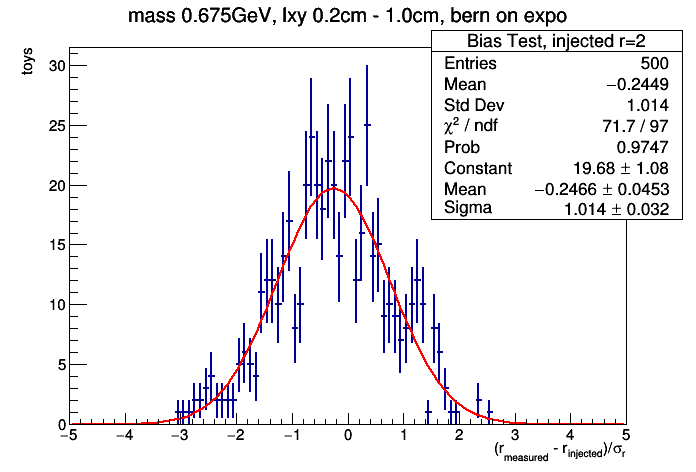 mass 0.675GeV, lxy 0.2cm - 1.0cm, bern on expo
Bias Test, injected r=2
Entries 500
Mean −0.2449
Std Dev 1.014
χ² / ndf 71.7 / 97
Prob 0.9747
Constant 19.68 ± 1.08
Mean −0.2466 ± 0.0453
Sigma 1.014 ± 0.032
toys
30
25
20
15
10
5
0
−5 −4 −3 −2 −1 0 1 2 3 4 5
(r_measured - r_injected)/σ_r